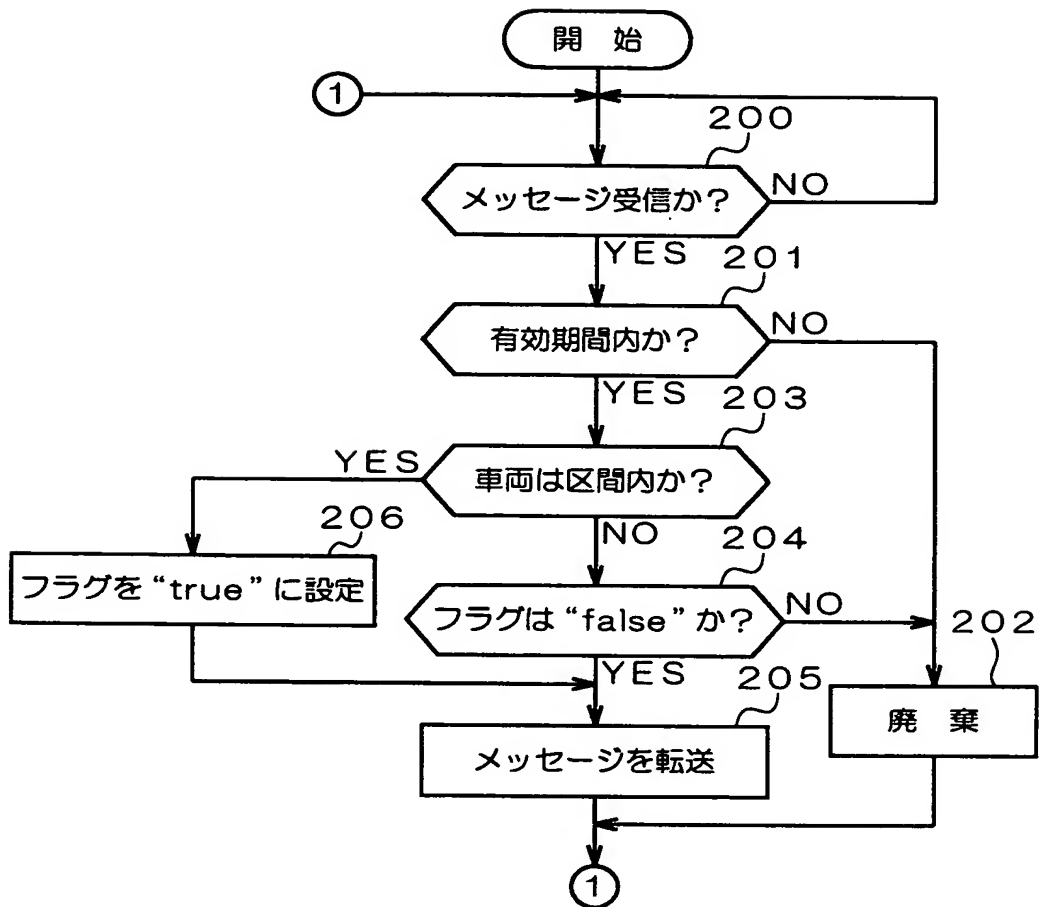 開 始
①
200
メッセージ受信か?
NO
YES
201
有効期間内か?
NO
YES
203
YES
車両は区間内か?
206
NO
204
フラグを“true”に設定
フラグは“false”か?
NO
202
YES
205
廃 棄
メッセージを転送
①